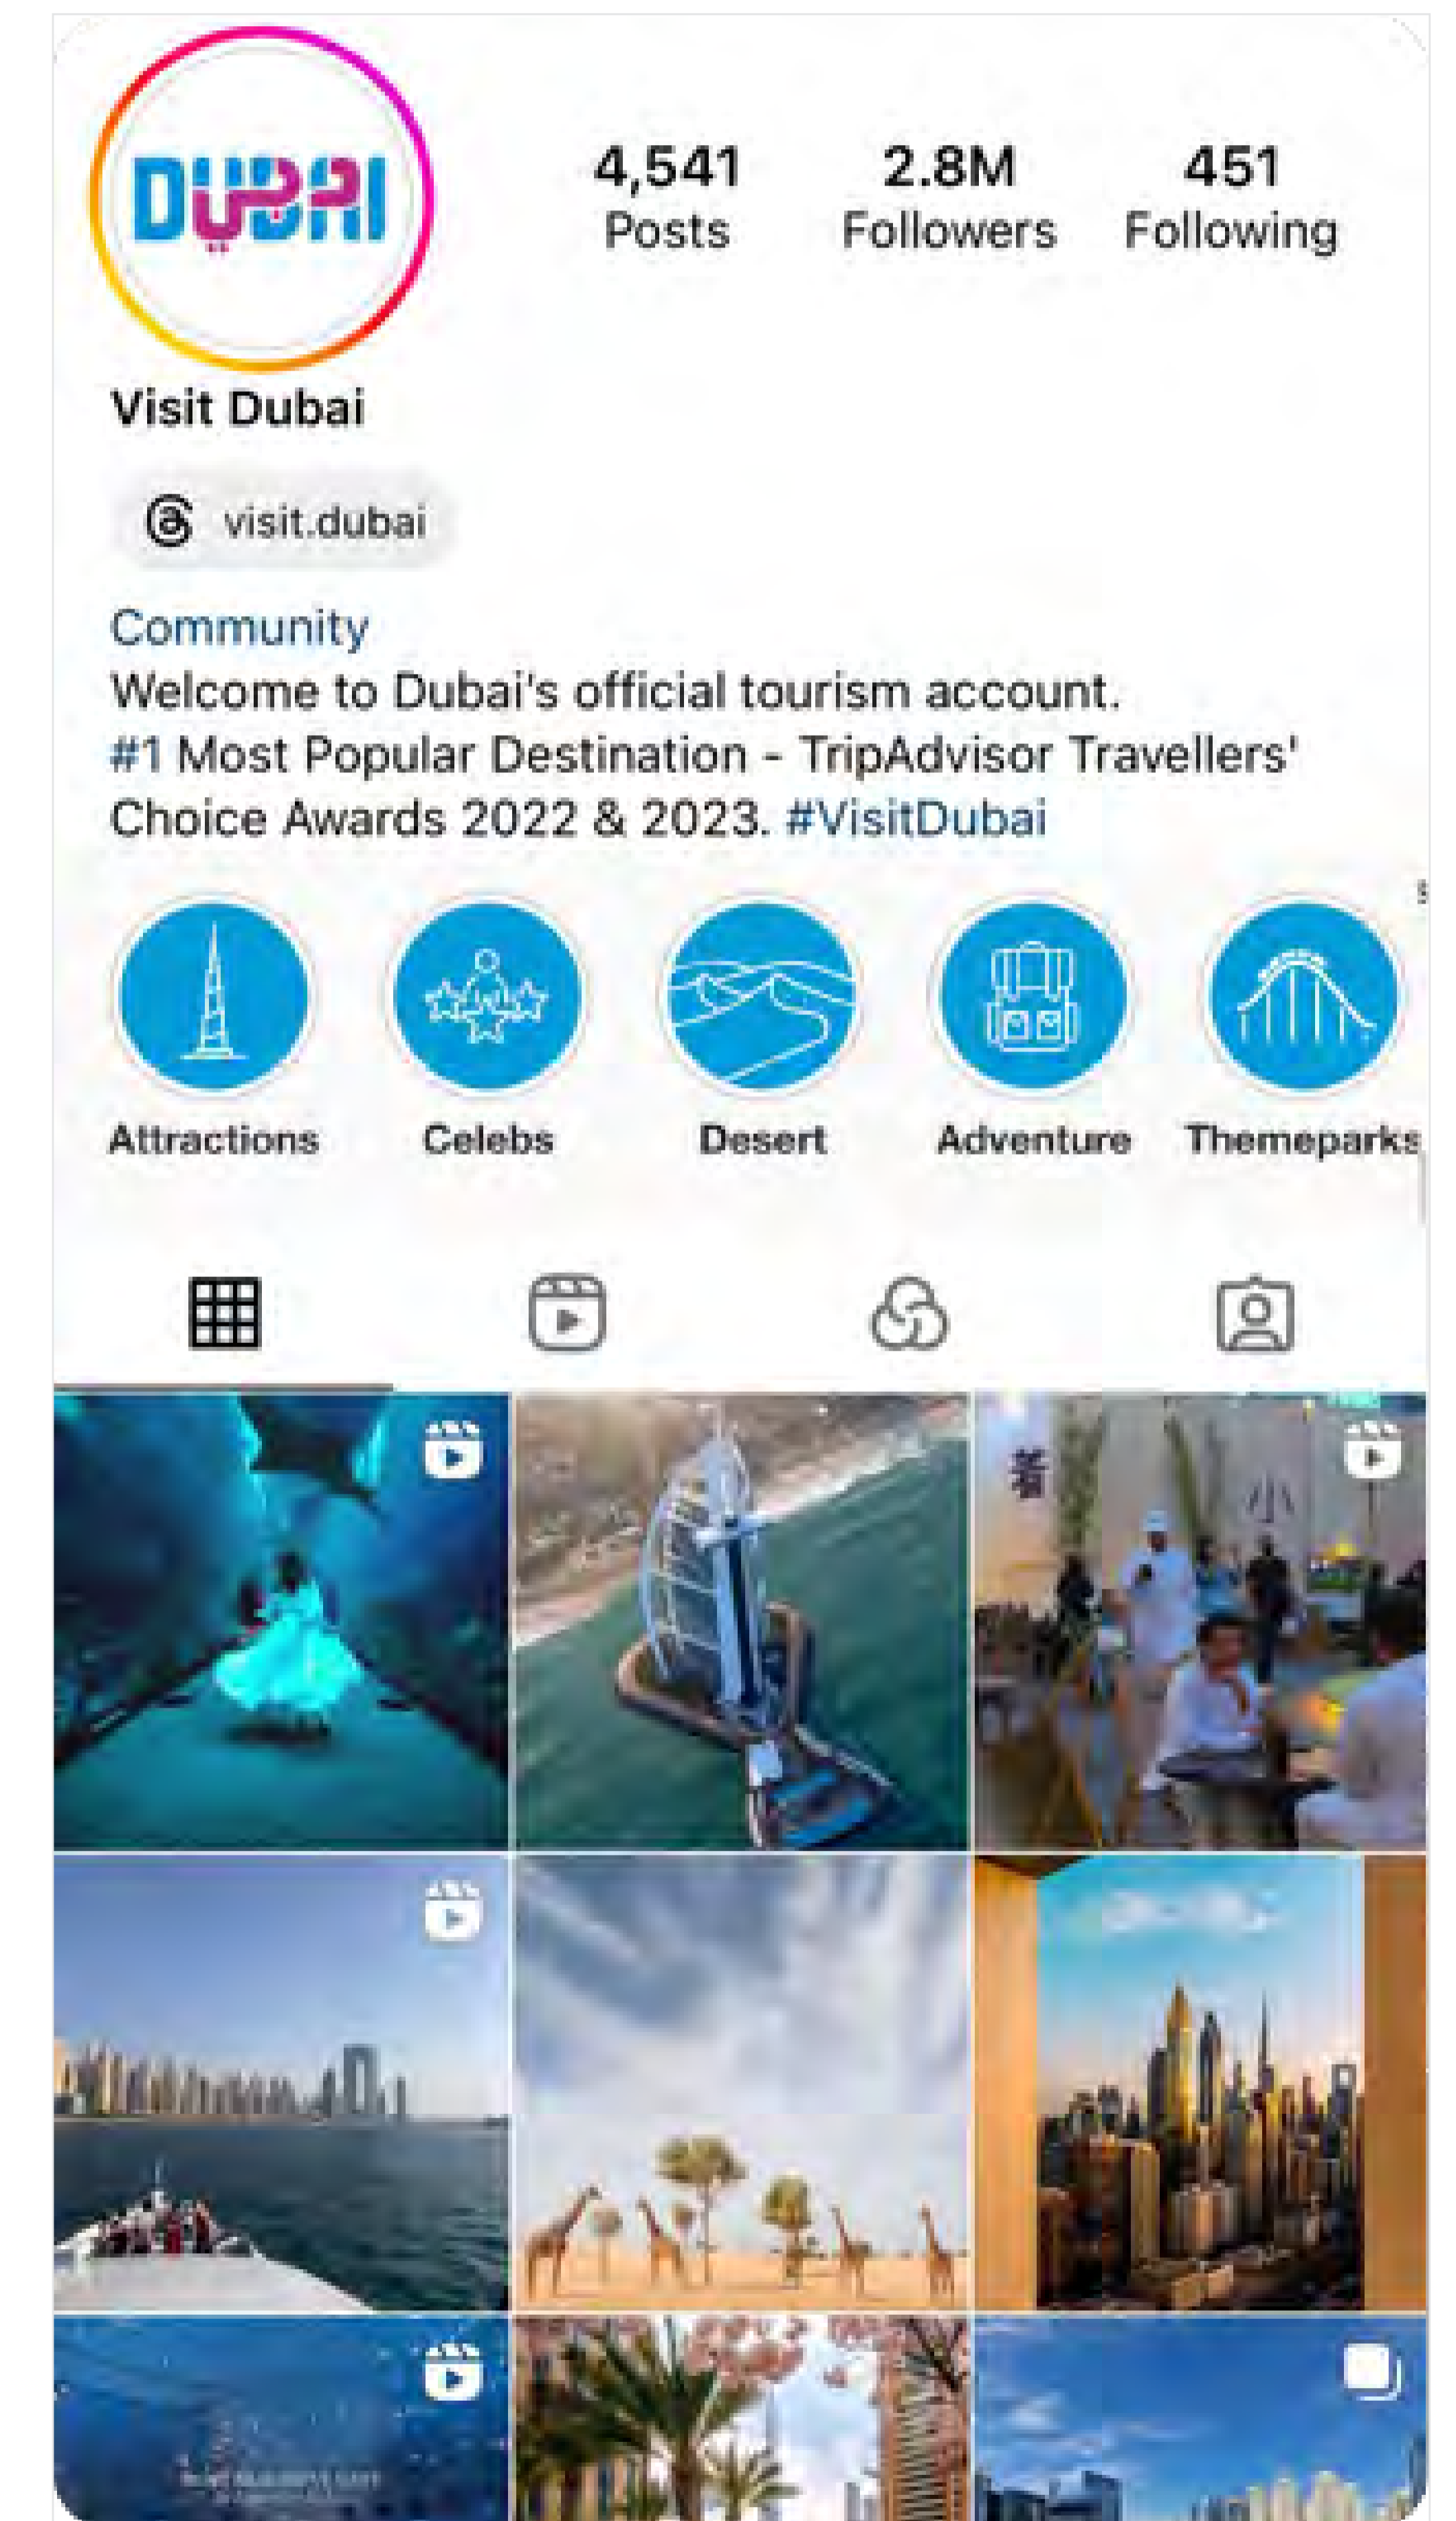 DUBAI
4,541 2.8M 451
Posts Followers Following
Visit Dubai
visit.dubai
Community
Welcome to Dubai's official tourism account.
#1 Most Popular Destination - TripAdvisor Travellers'
Choice Awards 2022 & 2023. #VisitDubai
Attractions Celebs Desert Adventure Themeparks
小